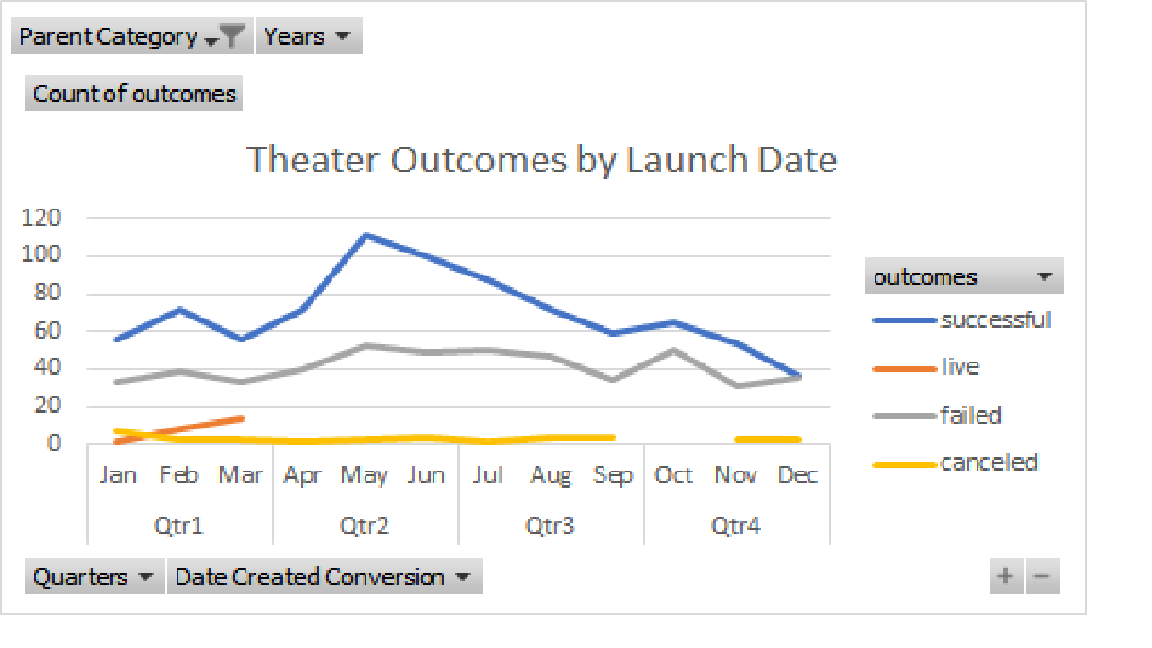 Parent Category Years
Count of outcomes
Theater Outcomes by Launch Date
120
100
80
60
40
20
0
outcomes
successful
live
failed
canceled
Jan Feb Mar Apr May Jun Jul Aug Sep Oct Nov Dec
Qtr1 Qtr2 Qtr3 Qtr4
Quarters Date Created Conversion + −